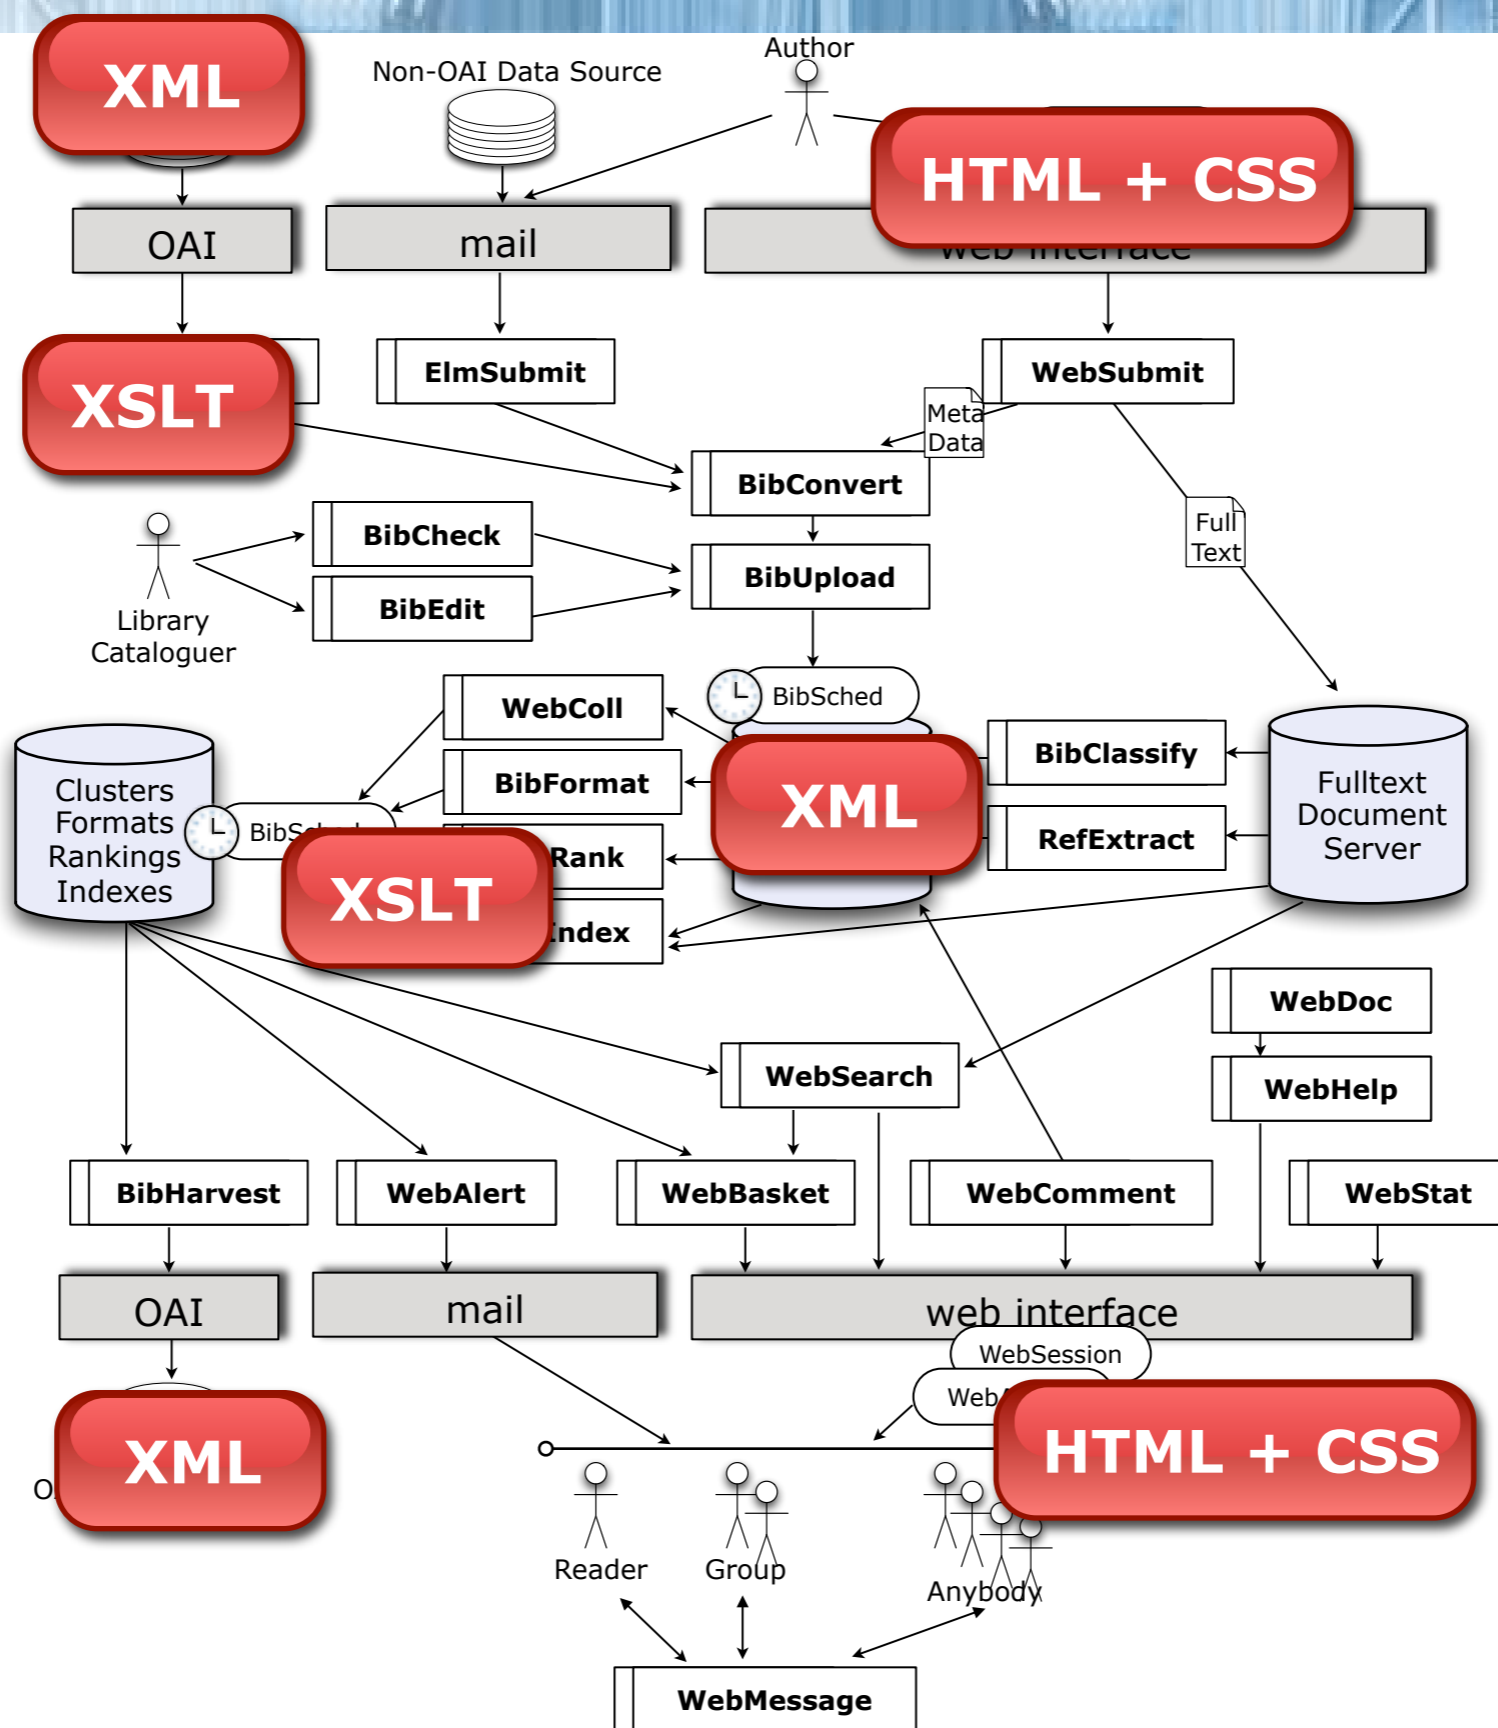 XML
Non-OAI Data Source
Author
HTML + CSS
OAI
mail
web interface
XSLT
ElmSubmit
WebSubmit
Meta
Data
BibConvert
Full
Text
BibCheck
BibUpload
BibEdit
Library
Cataloguer
BibSched
WebColl
BibClassify
BibFormat
XML
Clusters
Formats
Rankings
Indexes
Fulltext
Document
Server
Rank
RefExtract
XSLT
Index
WebDoc
WebSearch
WebHelp
BibHarvest
WebAlert
WebBasket
WebComment
WebStat
OAI
mail
web interface
WebSession
HTML + CSS
XML
Reader
Group
Anybody
WebMessage